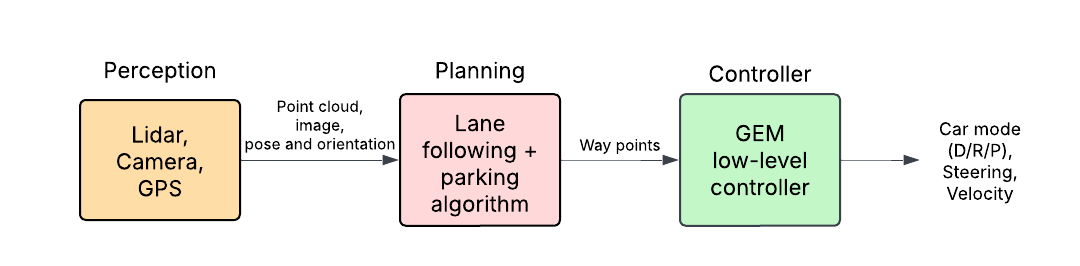 Perception
Lidar,
Camera,
GPS
Point cloud,
image,
pose and orientation
Planning
Lane
following +
parking
algorithm
Way points
Controller
GEM
low-level
controller
Car mode
(D/R/P),
Steering,
Velocity